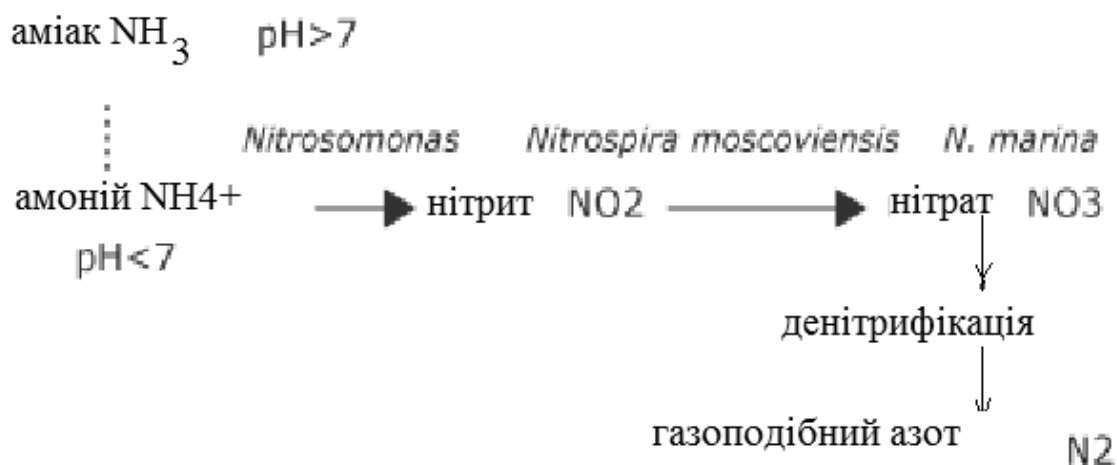 аміак NH3 pH>7
Nitrosomonas Nitrospira moscoviensis N. marina
амоній NH4+ нітрит NO2 нітрат NO3
pH<7
денітрифікація
газоподібний азот N2